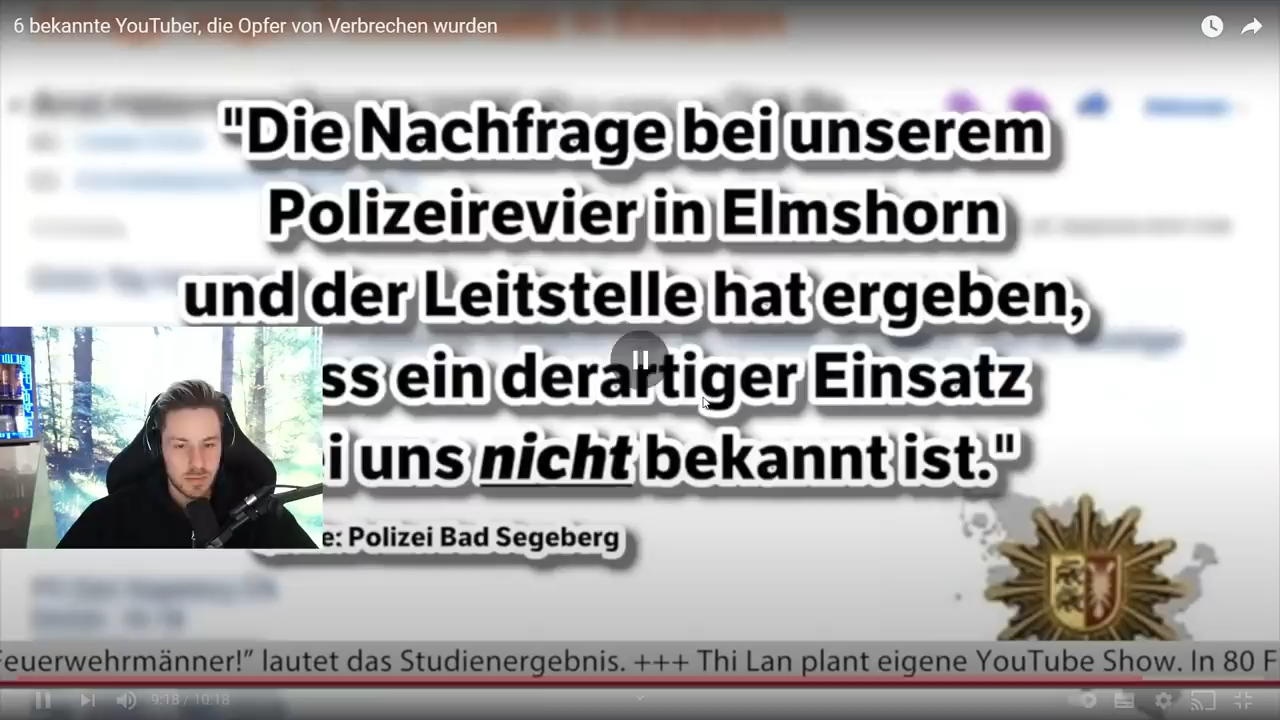 6 bekannte YouTuber, die Opfer von Verbrechen wurden
"Die Nachfrage bei unserem
Polizeirevier in Elmshorn
und der Leitstelle hat ergeben,
ein derartiger Einsatz
uns nicht bekannt ist."
Polizei Bad Segeberg
Feuerwehrmänner!” lautet das Studienergebnis. +++ Thi Lan plant eigene YouTube Show. In 80 F
9:18 / 10:18